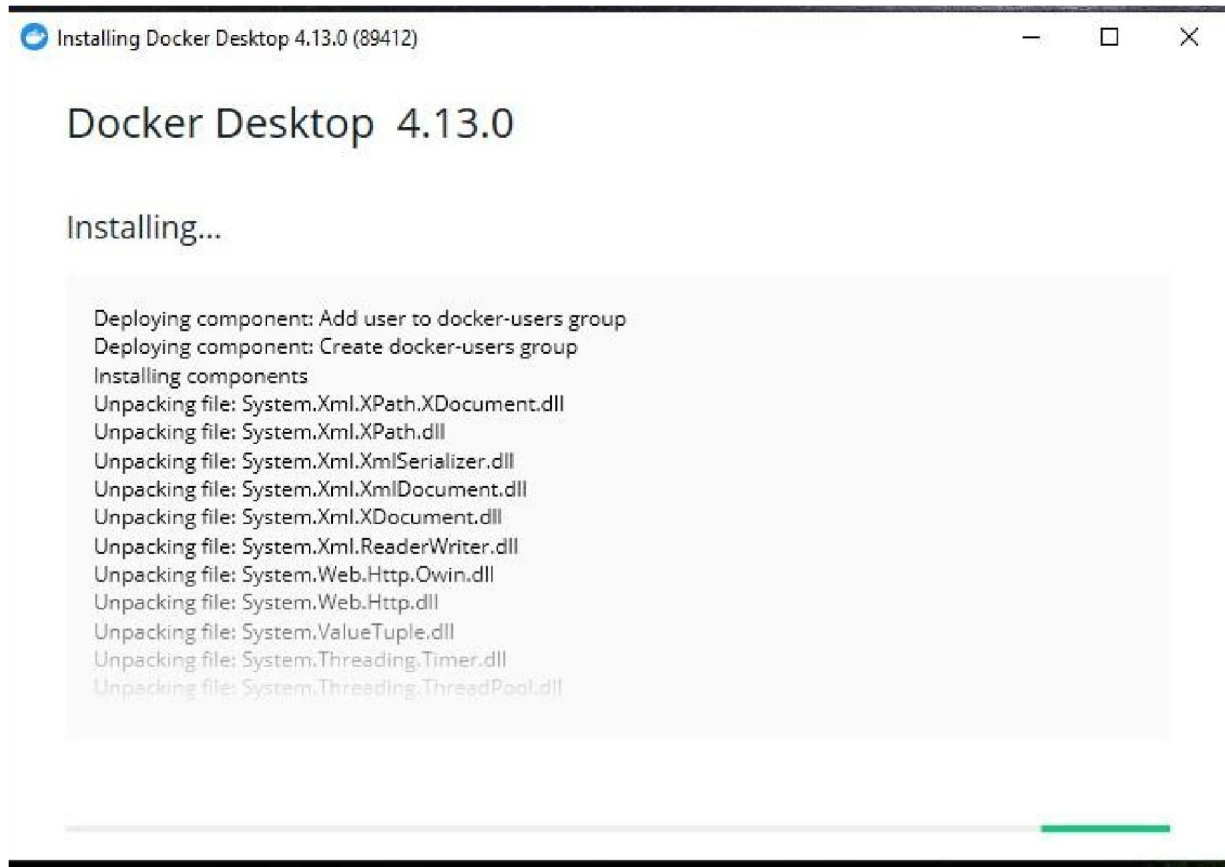 Installing Docker Desktop 4.13.0 (89412)
Docker Desktop 4.13.0
Installing...
Deploying component: Add user to docker-users group
Deploying component: Create docker-users group
Installing components
Unpacking file: System.Xml.XPath.XDocument.dll
Unpacking file: System.Xml.XPath.dll
Unpacking file: System.Xml.XmlSerializer.dll
Unpacking file: System.Xml.XmlDocument.dll
Unpacking file: System.Xml.XDocument.dll
Unpacking file: System.Xml.ReaderWriter.dll
Unpacking file: System.Web.Http.Owin.dll
Unpacking file: System.Web.Http.dll
Unpacking file: System.ValueTuple.dll
Unpacking file: System.Threading.Timer.dll
Unpacking file: System.Threading.ThreadPool.dll